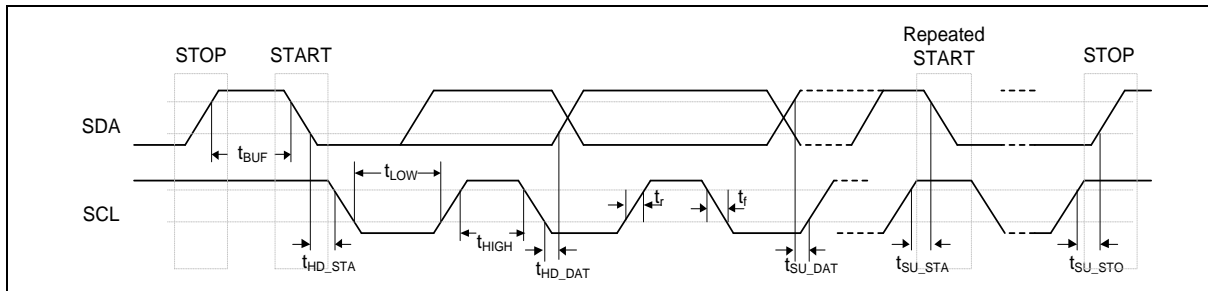 STOP
START
Repeated
START
STOP
SDA
tBUF
tLOW
SCL
tr
tf
tHIGH
tHD_STA
tHD_DAT
tSU_DAT
tSU_STA
tSU_STO